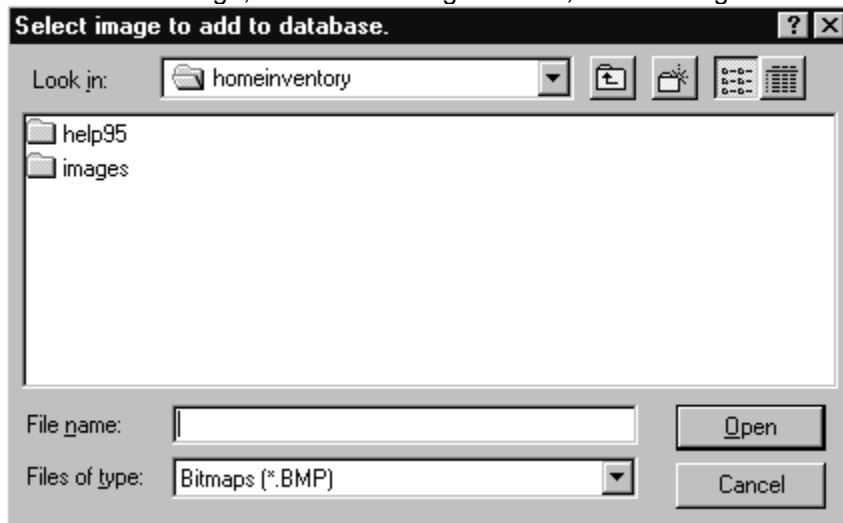 Select image to add to database.
Look in: homeinventory
help95
images
File name: Open
Files of type: Bitmaps (*.BMP) Cancel